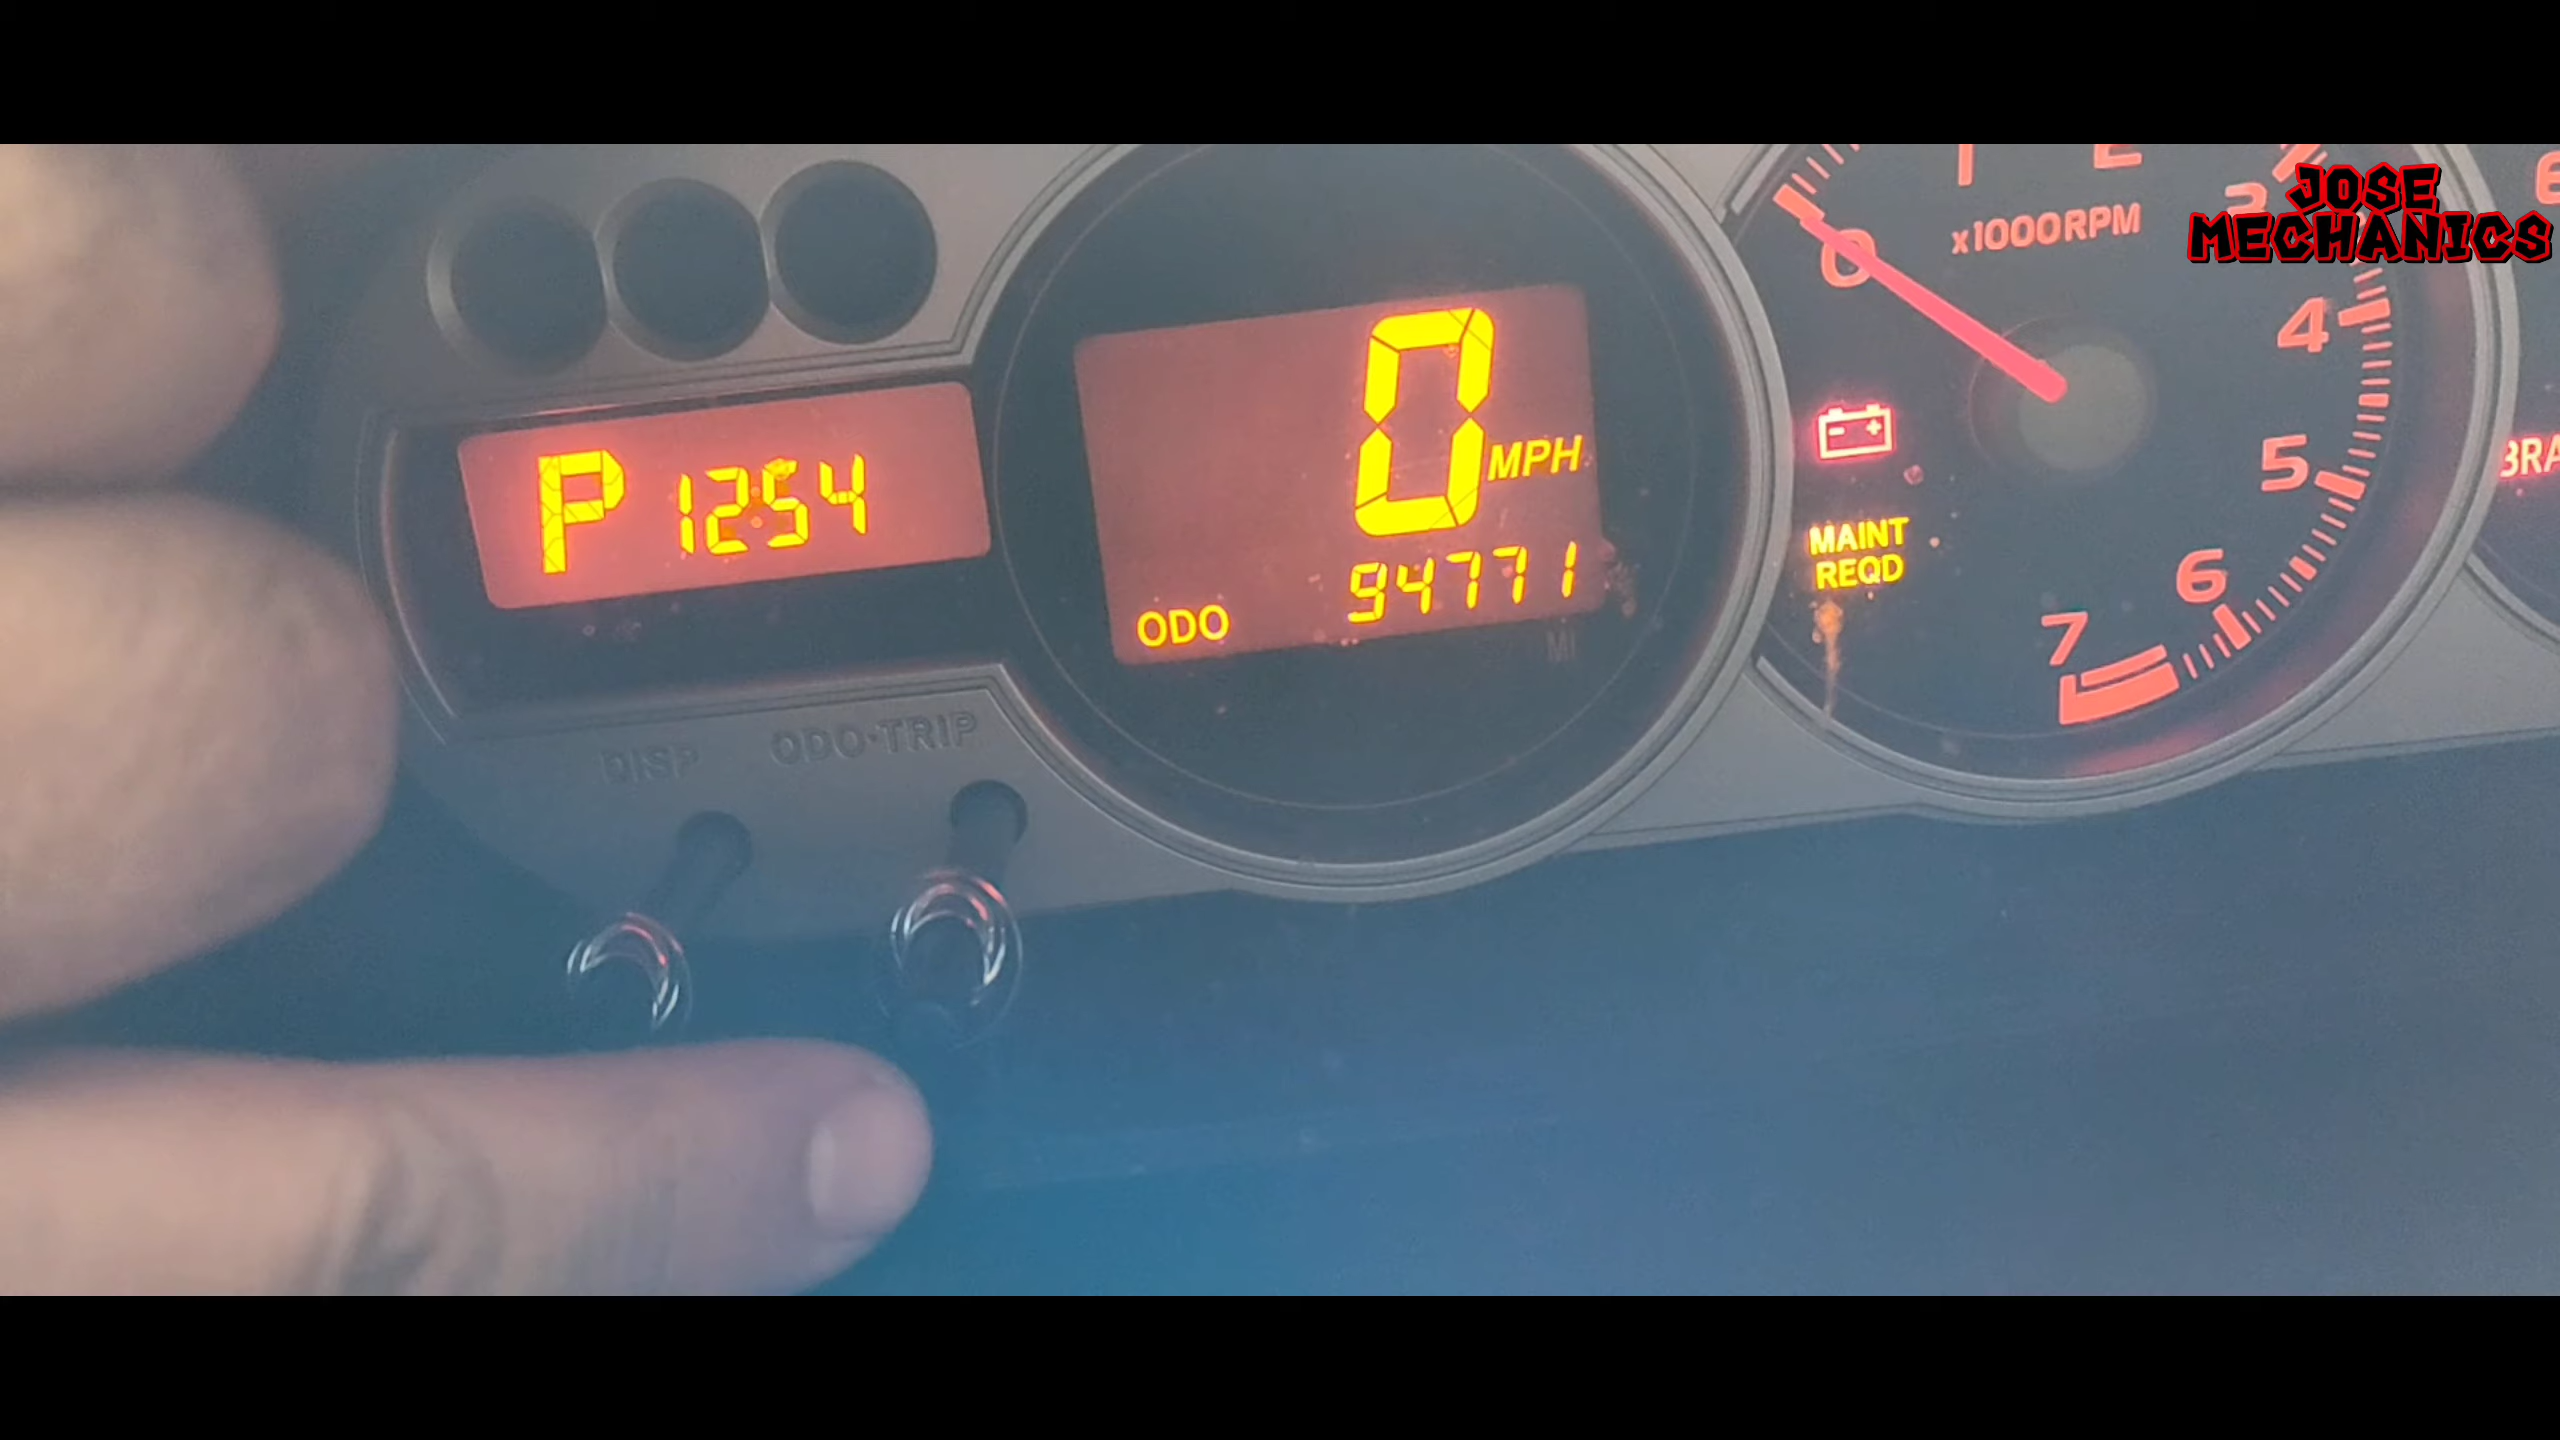 JOSE
MECHANICS
1 2 3
x1000RPM
0
4
5
6
7
P 1254
0 MPH
ODO 94771
MI
MAINT
REQD
DISP ODO•TRIP